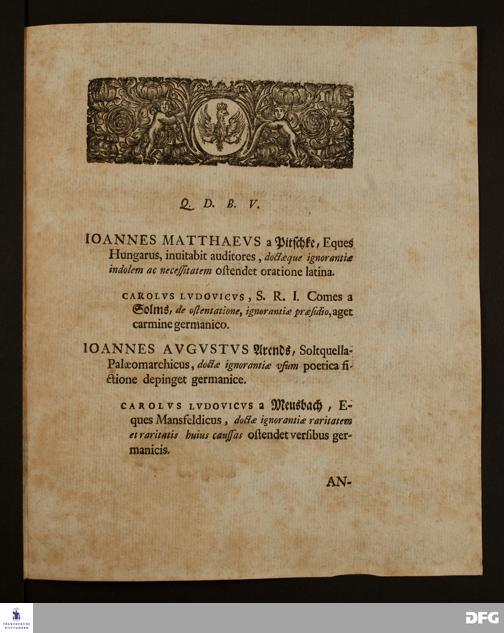 Q. D. B. V.
IOANNES MATTHAEVS a Pitschke, Eques
Hungarus, inuitabit auditores, doctæque ignorantiæ
indolem ac necessitatem ostendet oratione latina.
CAROLVS LVDOVICVS, S. R. I. Comes a
Solms, de ostentatione, ignorantiæ præsidio, aget
carmine germanico.
IOANNES AVGVSTVS Arends, Soltquella-
Palæomarchicus, doctæ ignorantiæ vsum poetica fi-
ctione depinget germanice.
CAROLVS LVDOVICVS a Meusbach, E-
ques Mansfeldicus, doctæ ignorantiæ raritatem
et raritatis huius caussas ostendet versibus ger-
manicis.
AN-
FRANCKESCHE
STIFTUNGEN
DFG